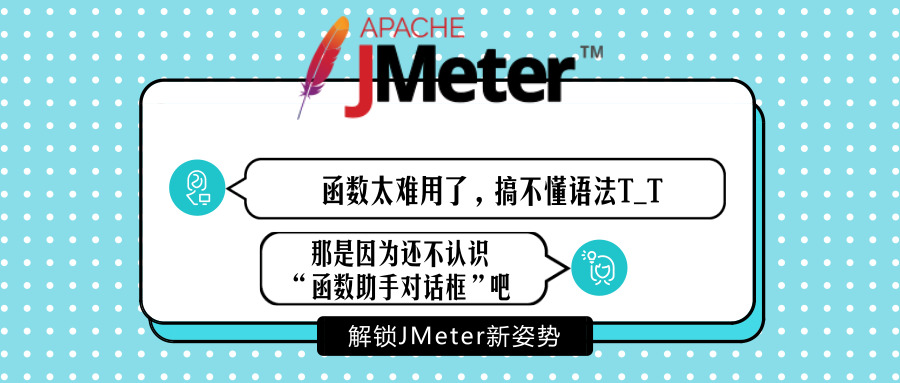 APACHE
JMeter™
函数太难用了，搞不懂语法T_T
那是因为还不认识
“函数助手对话框”吧
解锁JMeter新姿势